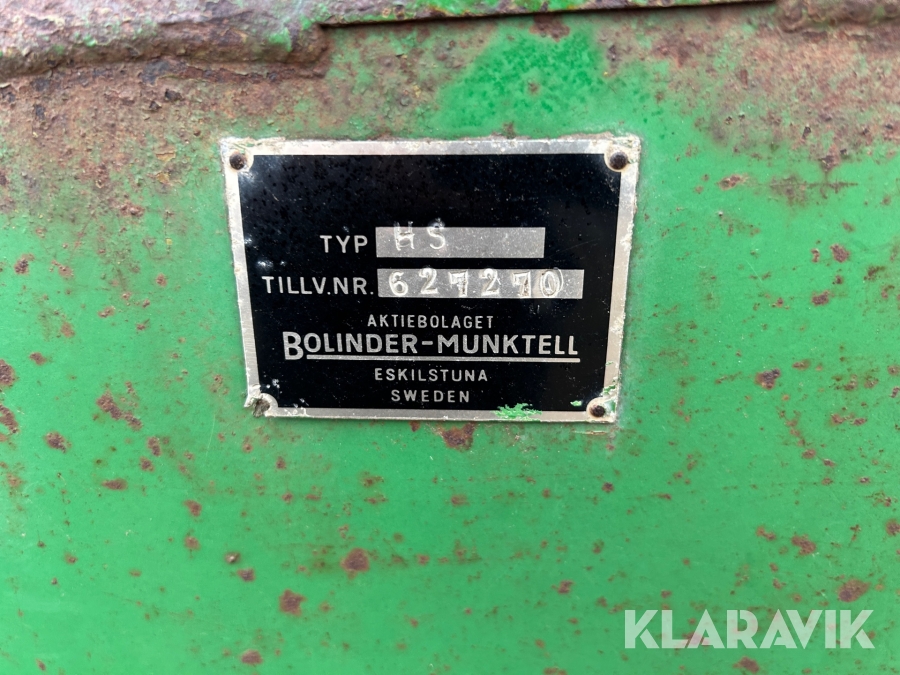 TYP HS
TILLV.NR. 627270
AKTIEBOLAGET
BOLINDER-MUNKTELL
ESKILSTUNA
SWEDEN
KLARAVIK